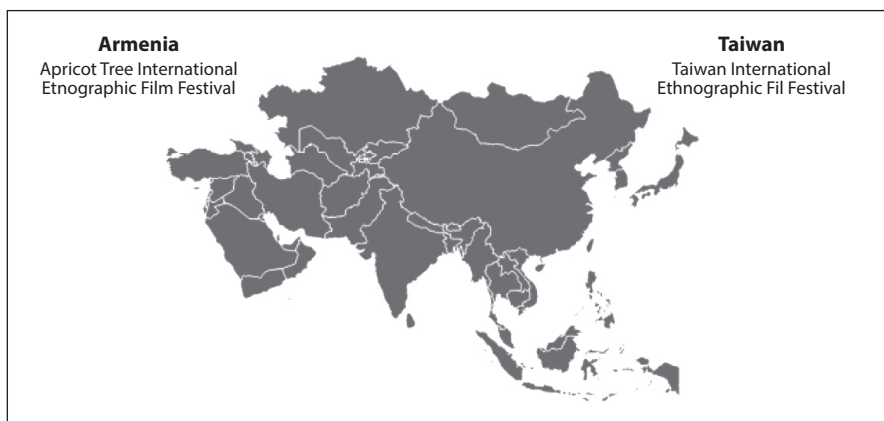 Armenia
Apricot Tree International
Etnographic Film Festival
Taiwan
Taiwan International
Ethnographic Fil Festival